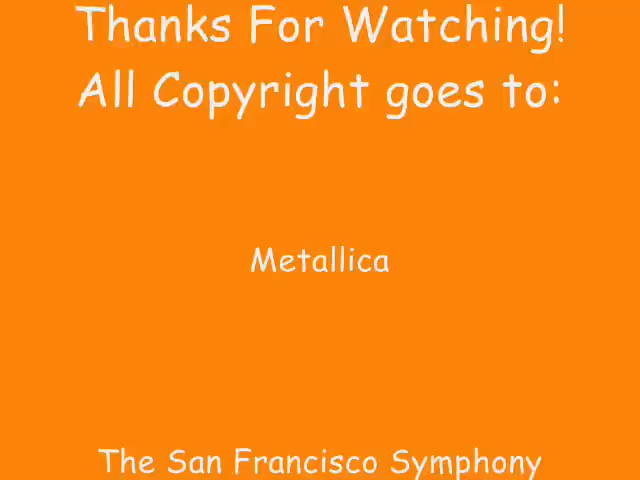 Thanks For Watching!
All Copyright goes to:
Metallica
The San Francisco Symphony